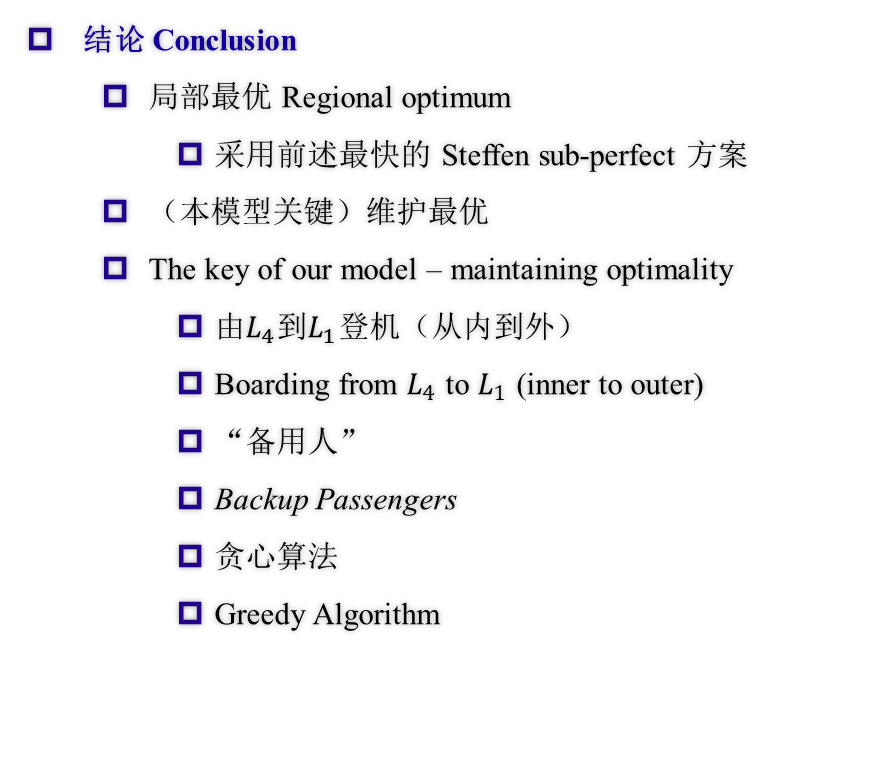 结论 Conclusion
局部最优 Regional optimum
采用前述最快的 Steffen sub-perfect 方案
（本模型关键）维护最优
The key of our model – maintaining optimality
由L₄到L₁登机（从内到外）
Boarding from L₄ to L₁ (inner to outer)
“备用人”
Backup Passengers
贪心算法
Greedy Algorithm